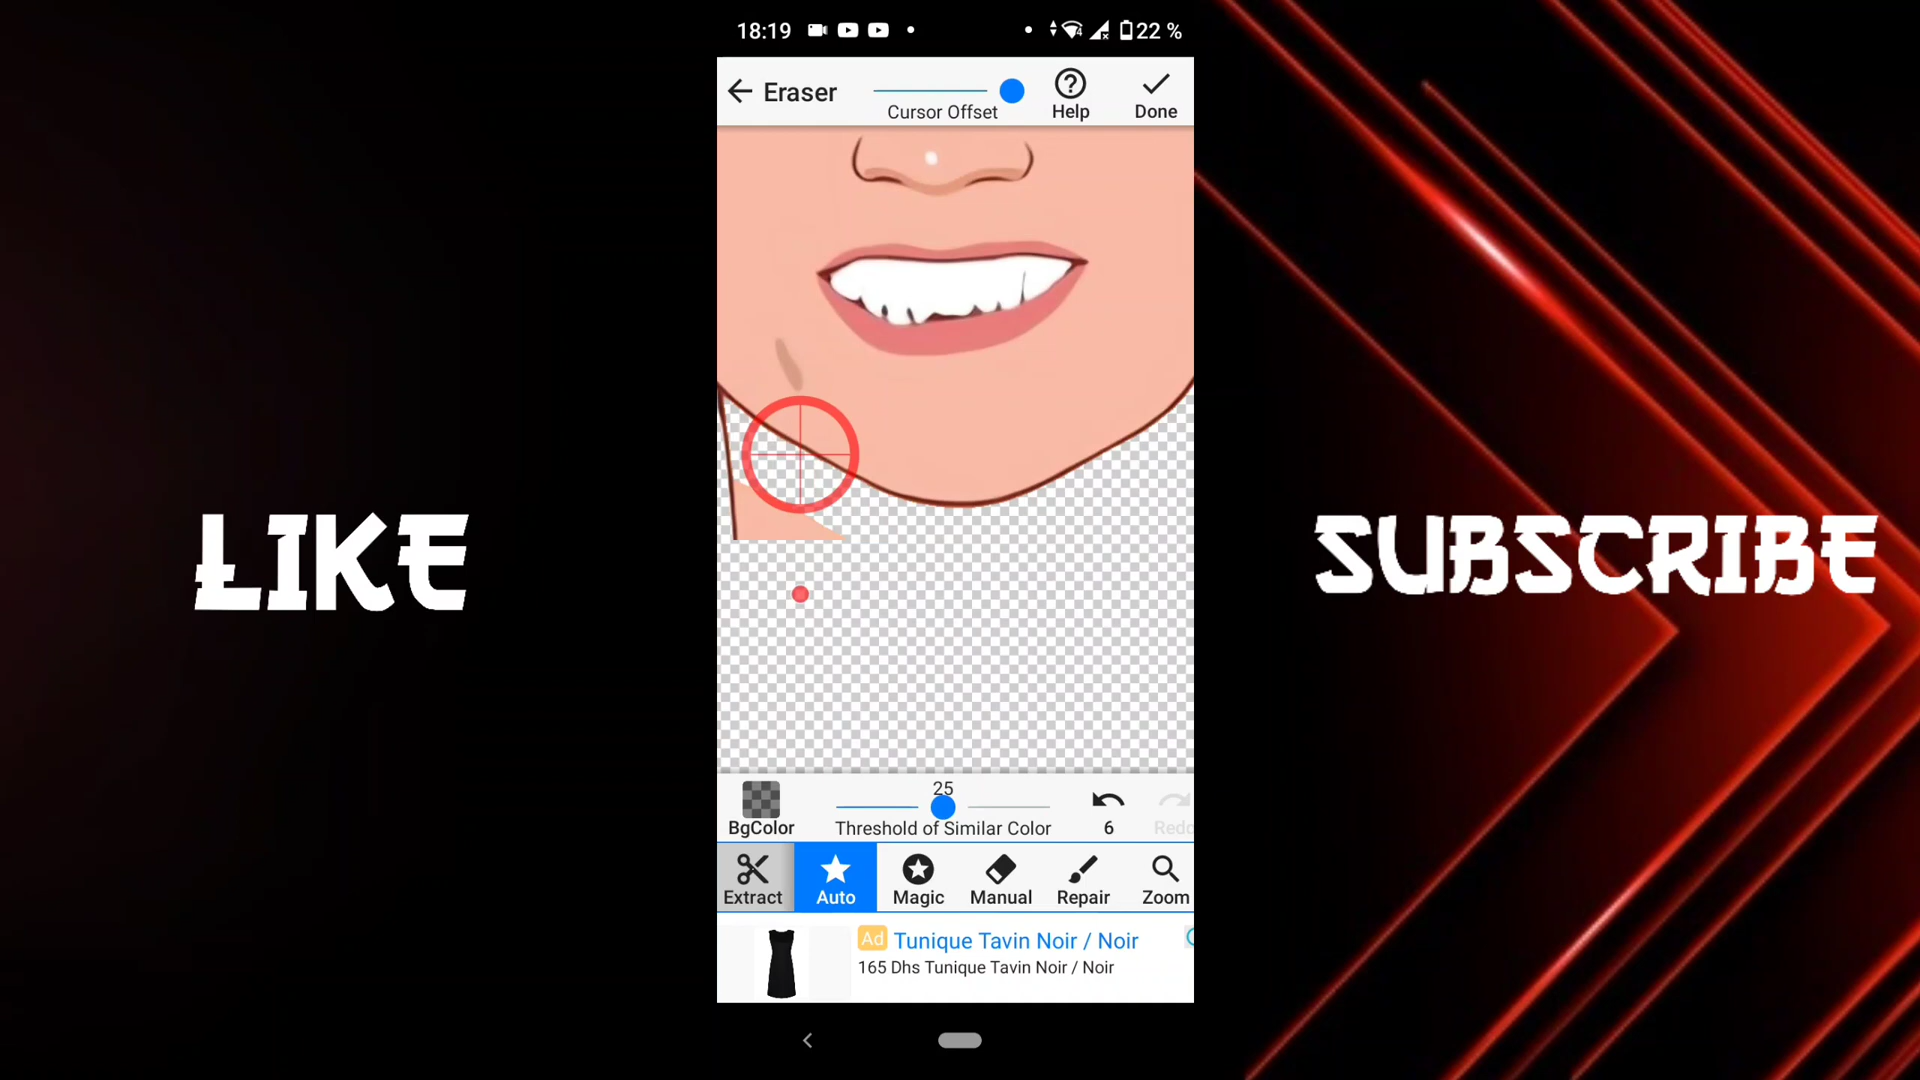 18:19
22 %
Eraser
Cursor Offset
Help
Done
LIKE
SUBSCRIBE
25
BgColor
Threshold of Similar Color
6
Redo
Extract
Auto
Magic
Manual
Repair
Zoom
Ad Tunique Tavin Noir / Noir
165 Dhs Tunique Tavin Noir / Noir